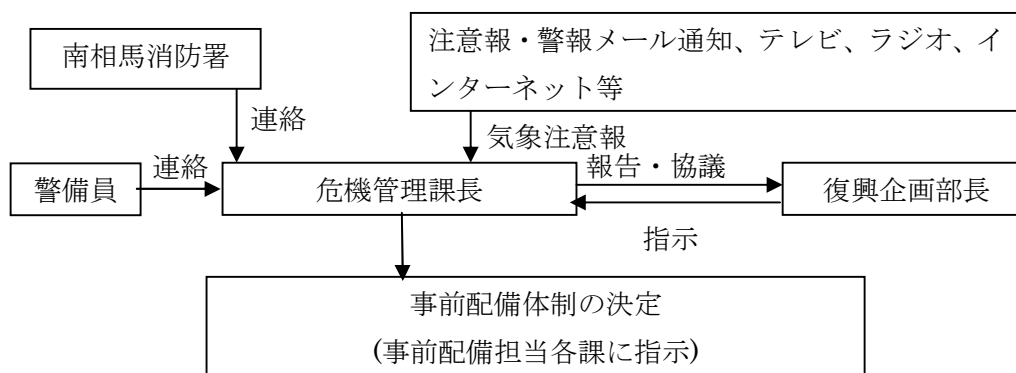 南相馬消防署
注意報・警報メール通知、テレビ、ラジオ、イ
ンターネット等
連絡
気象注意報
警備員
連絡
危機管理課長
報告・協議
復興企画部長
指示
事前配備体制の決定
(事前配備担当各課に指示)